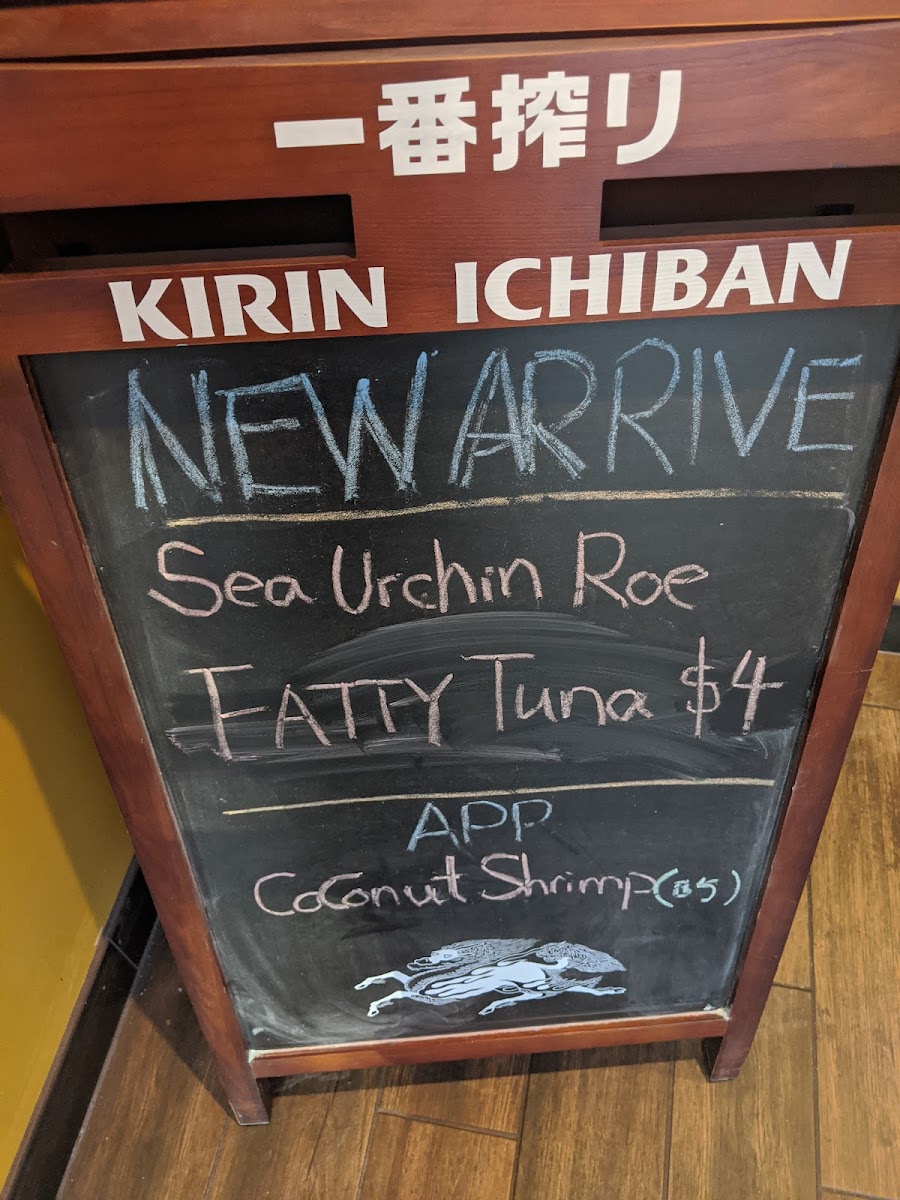 一番搾り
KIRIN ICHIBAN
NEW ARRIVE
Sea Urchin Roe
FATTY Tuna $4
APP
Coconut Shrimp